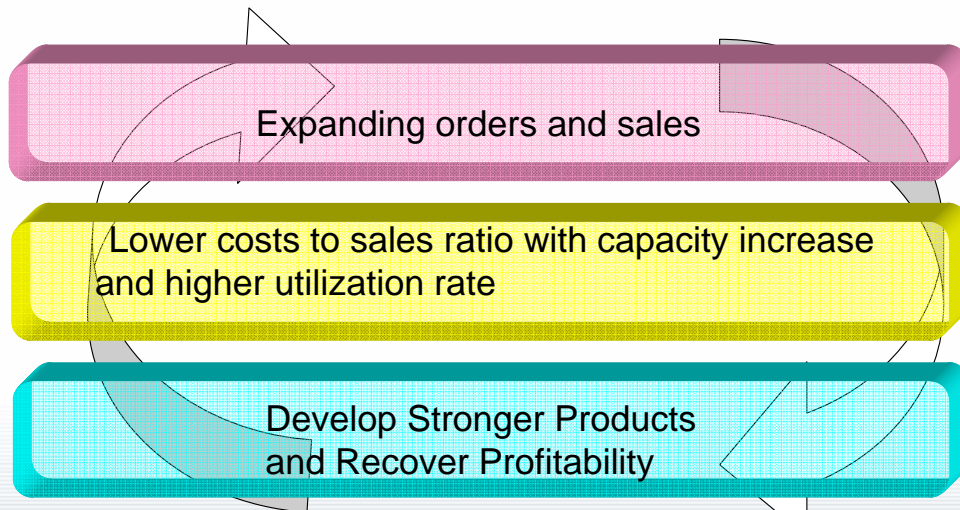 Expanding orders and sales
Lower costs to sales ratio with capacity increase
and higher utilization rate
Develop Stronger Products
and Recover Profitability